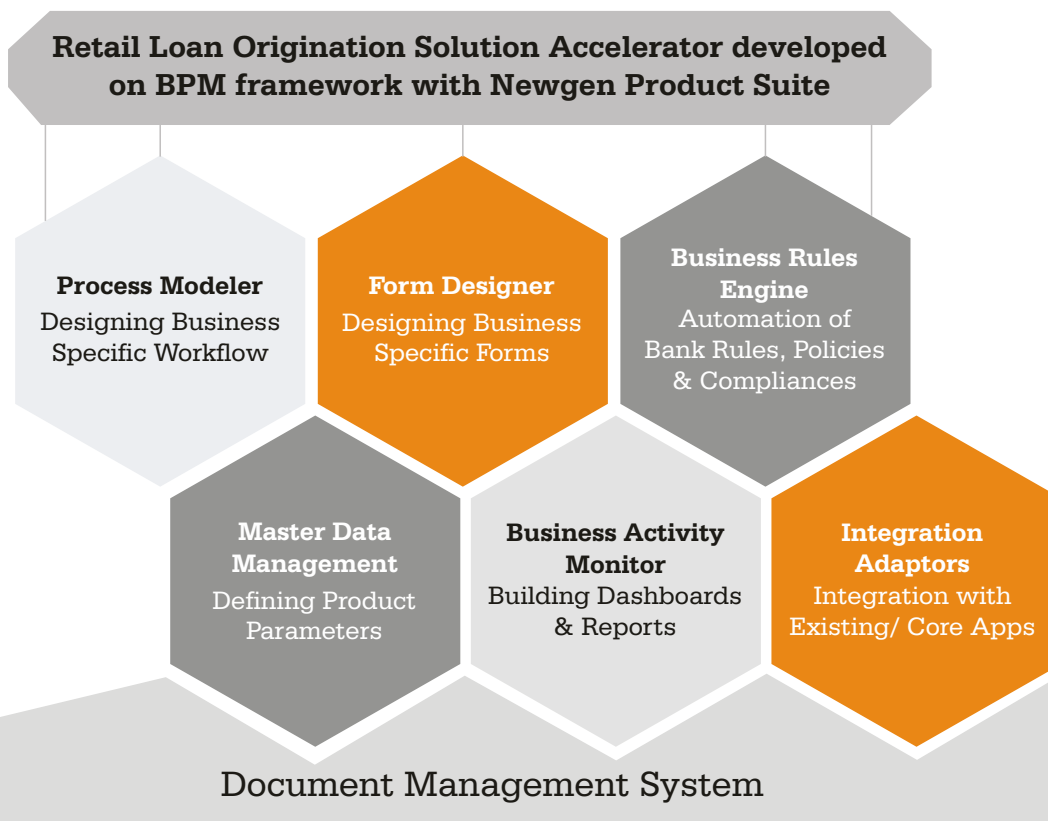 Retail Loan Origination Solution Accelerator developed
on BPM framework with Newgen Product Suite
Process Modeler
Designing Business
Specific Workflow
Form Designer
Designing Business
Specific Forms
Business Rules
Engine
Automation of
Bank Rules, Policies
& Compliances
Master Data
Management
Defining Product
Parameters
Business Activity
Monitor
Building Dashboards
& Reports
Integration
Adaptors
Integration with
Existing/ Core Apps
Document Management System